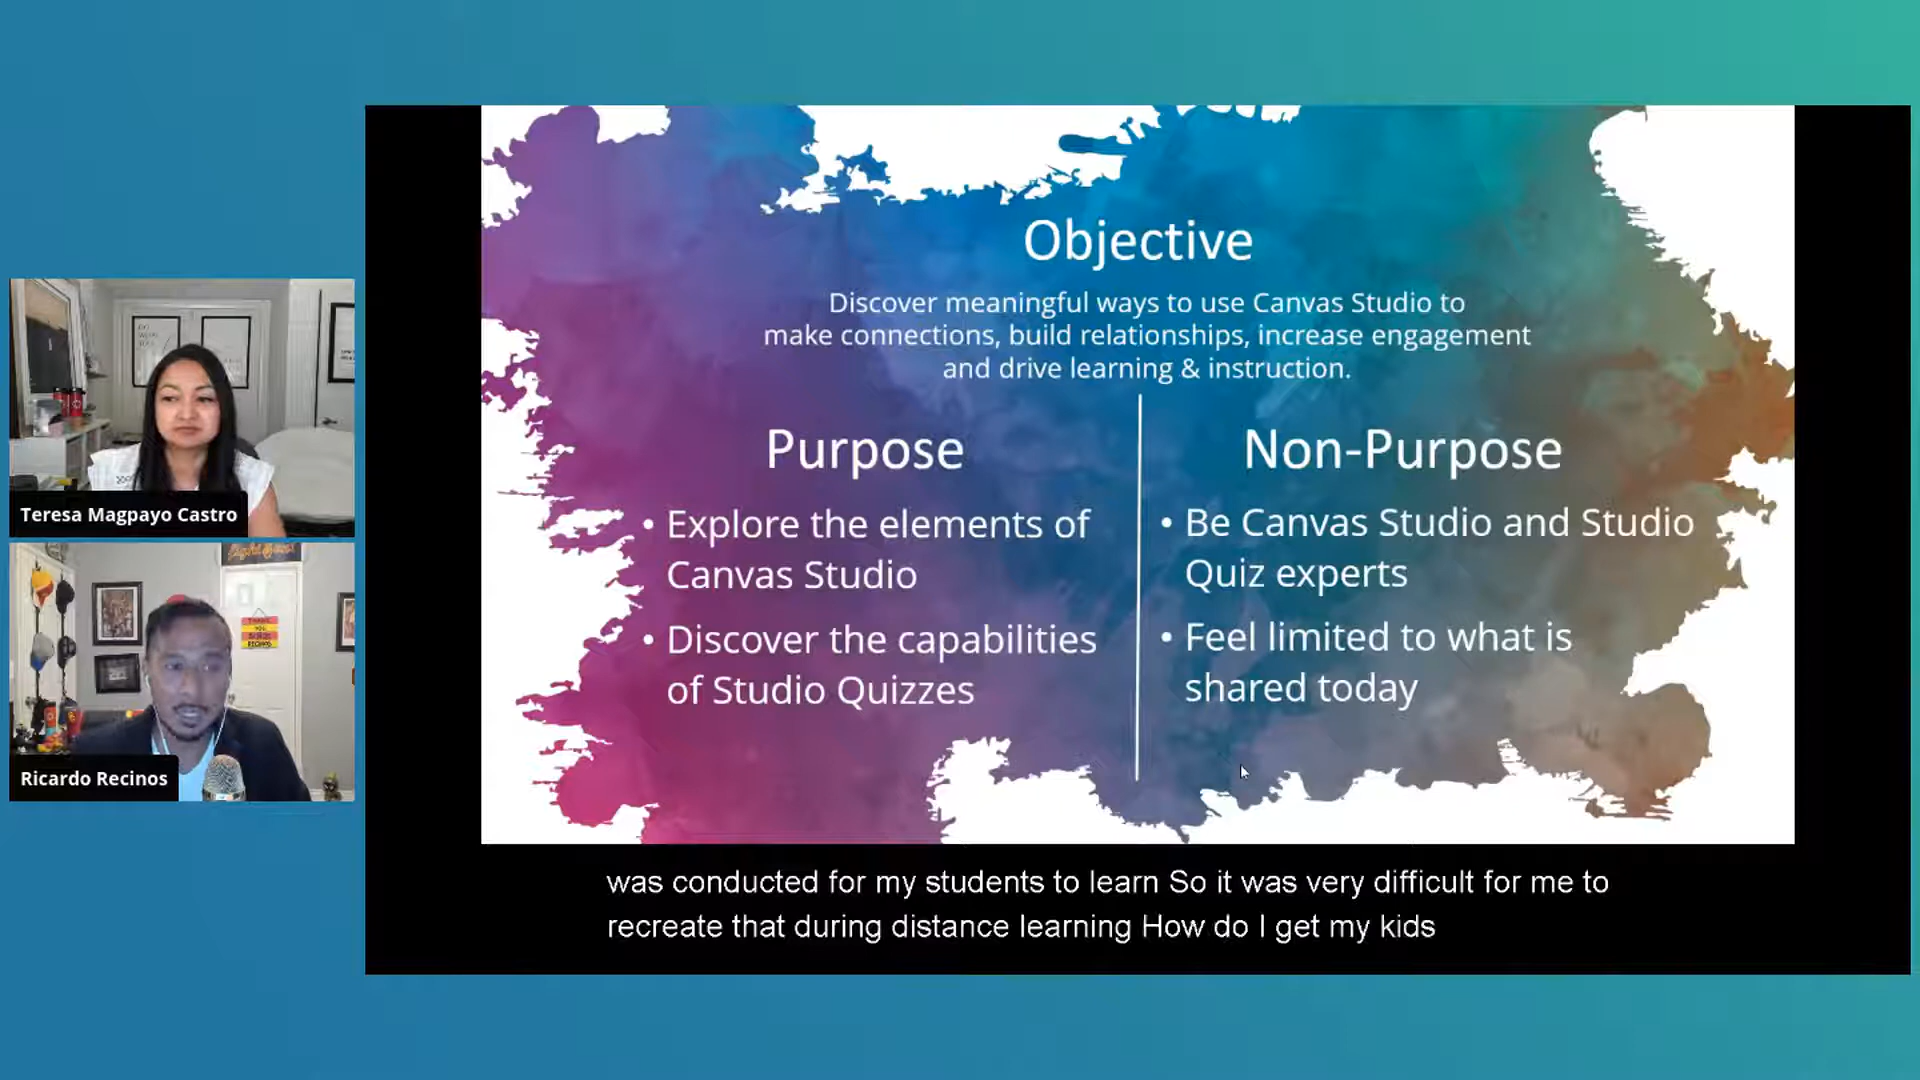 Objective
Discover meaningful ways to use Canvas Studio to
make connections, build relationships, increase engagement
and drive learning & instruction.
Purpose
• Explore the elements of
Canvas Studio
• Discover the capabilities
of Studio Quizzes
Non-Purpose
• Be Canvas Studio and Studio
Quiz experts
• Feel limited to what is
shared today
Teresa Magpayo Castro
THANK
YOU
Ricardo Recinos
was conducted for my students to learn So it was very difficult for me to
recreate that during distance learning How do I get my kids